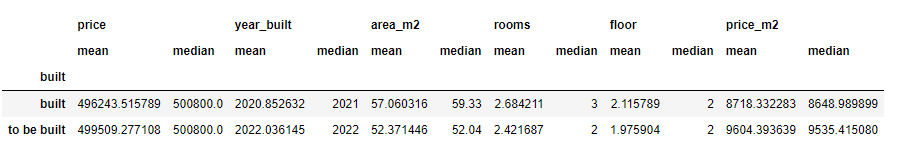 price year_built area_m2 rooms floor price_m2
mean median mean median mean median mean median mean median mean median
built
built 496243.515789 500800.0 2020.852632 2021 57.060316 59.33 2.684211 3 2.115789 2 8718.332283 8648.989899
to be built 499509.277108 500800.0 2022.036145 2022 52.371446 52.04 2.421687 2 1.975904 2 9604.393639 9535.415080